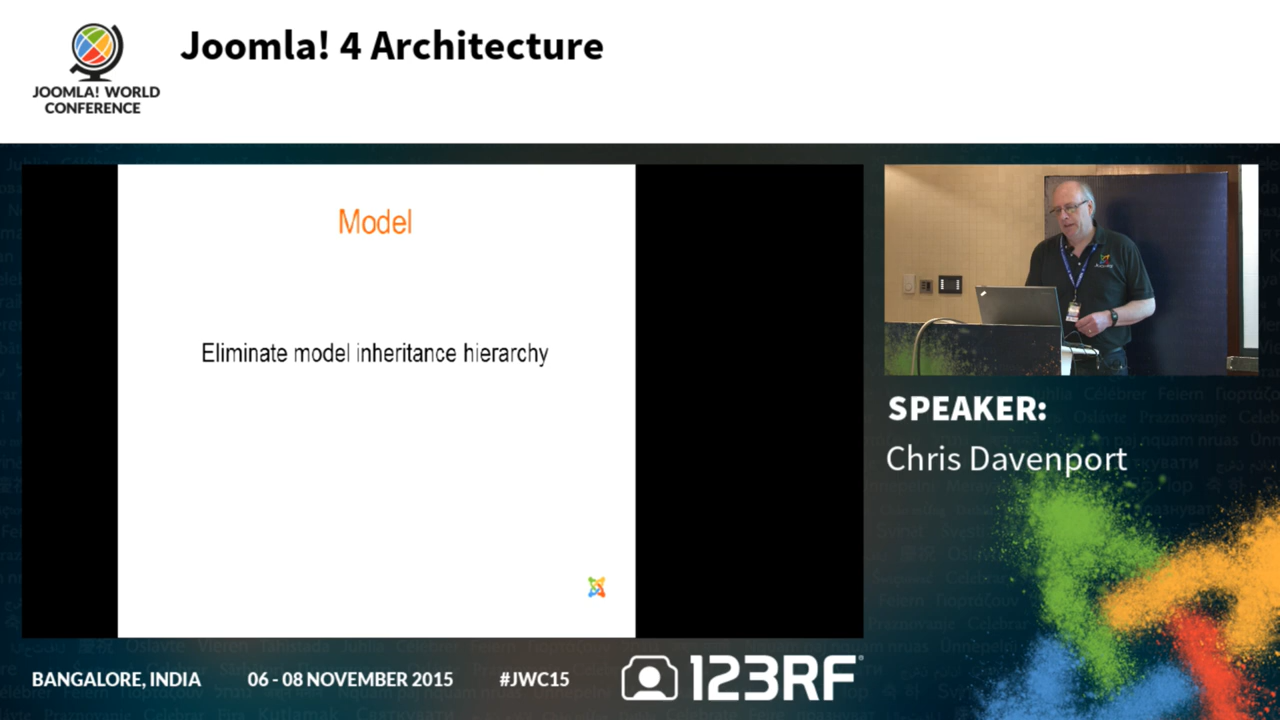 Joomla! 4 Architecture
JOOMLA! WORLD
CONFERENCE
Model
Eliminate model inheritance hierarchy
SPEAKER:
Chris Davenport
BANGALORE, INDIA
06 - 08 NOVEMBER 2015
#JWC15
123RF